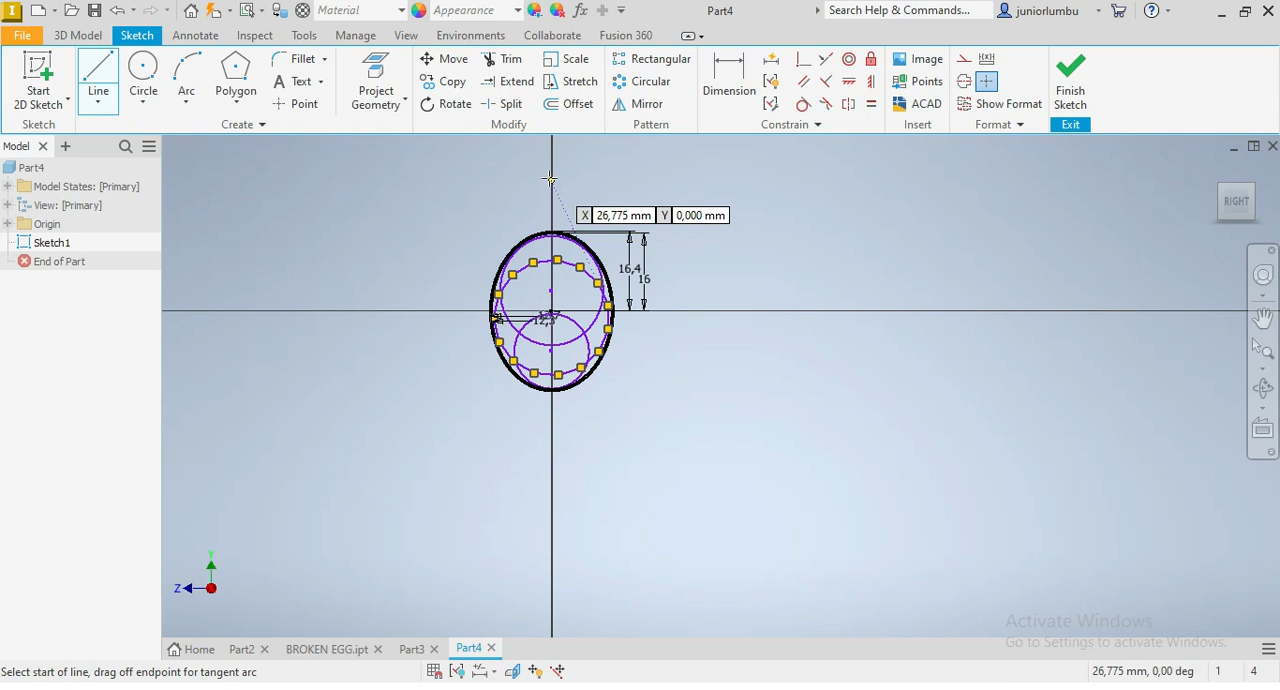 Material
Appearance
fx
Part4
Search Help & Commands...
juniorlumbu
File
3D Model
Sketch
Annotate
Inspect
Tools
Manage
View
Environments
Collaborate
Fusion 360
Start
2D Sketch
Line
Circle
Arc
Polygon
Fillet
Text
Point
Project
Geometry
Move
Copy
Rotate
Trim
Extend
Split
Scale
Stretch
Offset
Rectangular
Circular
Mirror
Dimension
Image
Points
ACAD
Show Format
Finish
Sketch
Sketch
Create
Modify
Pattern
Constrain
Insert
Format
Exit
Model
Part4
Model States: [Primary]
View: [Primary]
Origin
Sketch1
End of Part
X 26,775 mm Y 0,000 mm
16,4
16
12,3
RIGHT
Y
Z
Activate Windows
Go to Settings to activate Windows.
Home
Part2
BROKEN EGG.ipt
Part3
Part4
Select start of line, drag off endpoint for tangent arc
26,775 mm, 0,00 deg
1
4